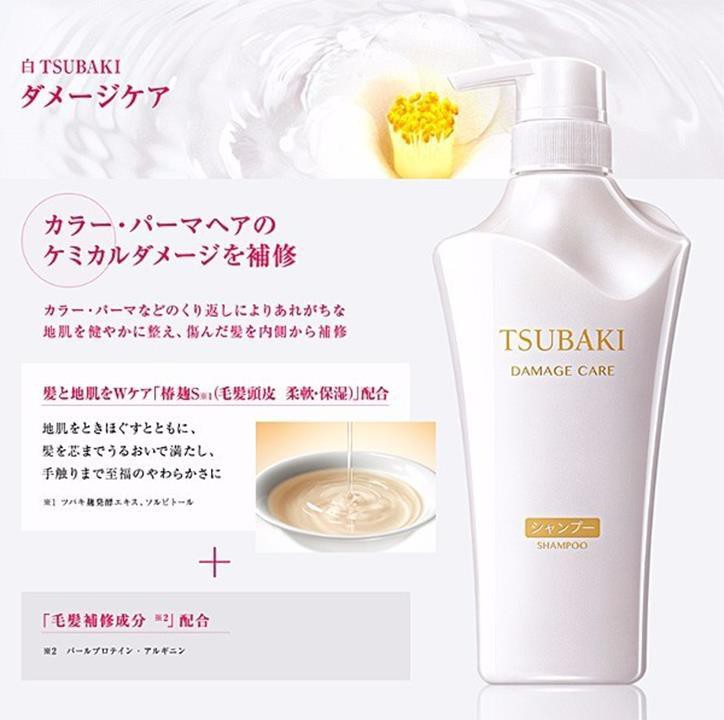 白 TSUBAKI
ダメージケア
カラー・パーマヘアの
ケミカルダメージを補修
カラー・パーマなどのくり返しによりあれがちな
地肌を健やかに整え、傷んだ髪を内側から補修
髪と地肌をWケア「椿麹S※1(毛髪頭皮 柔軟・保湿)」配合
地肌をときほぐすとともに、
髪を芯までうるおいで満たし、
手触りまで至福のやわらかさに
※1 ツバキ麹発酵エキス、ソルビトール
+
「毛髪補修成分 ※2」配合
※2 パールプロテイン・アルギニン
TSUBAKI
DAMAGE CARE
シャンプー
SHAMPOO